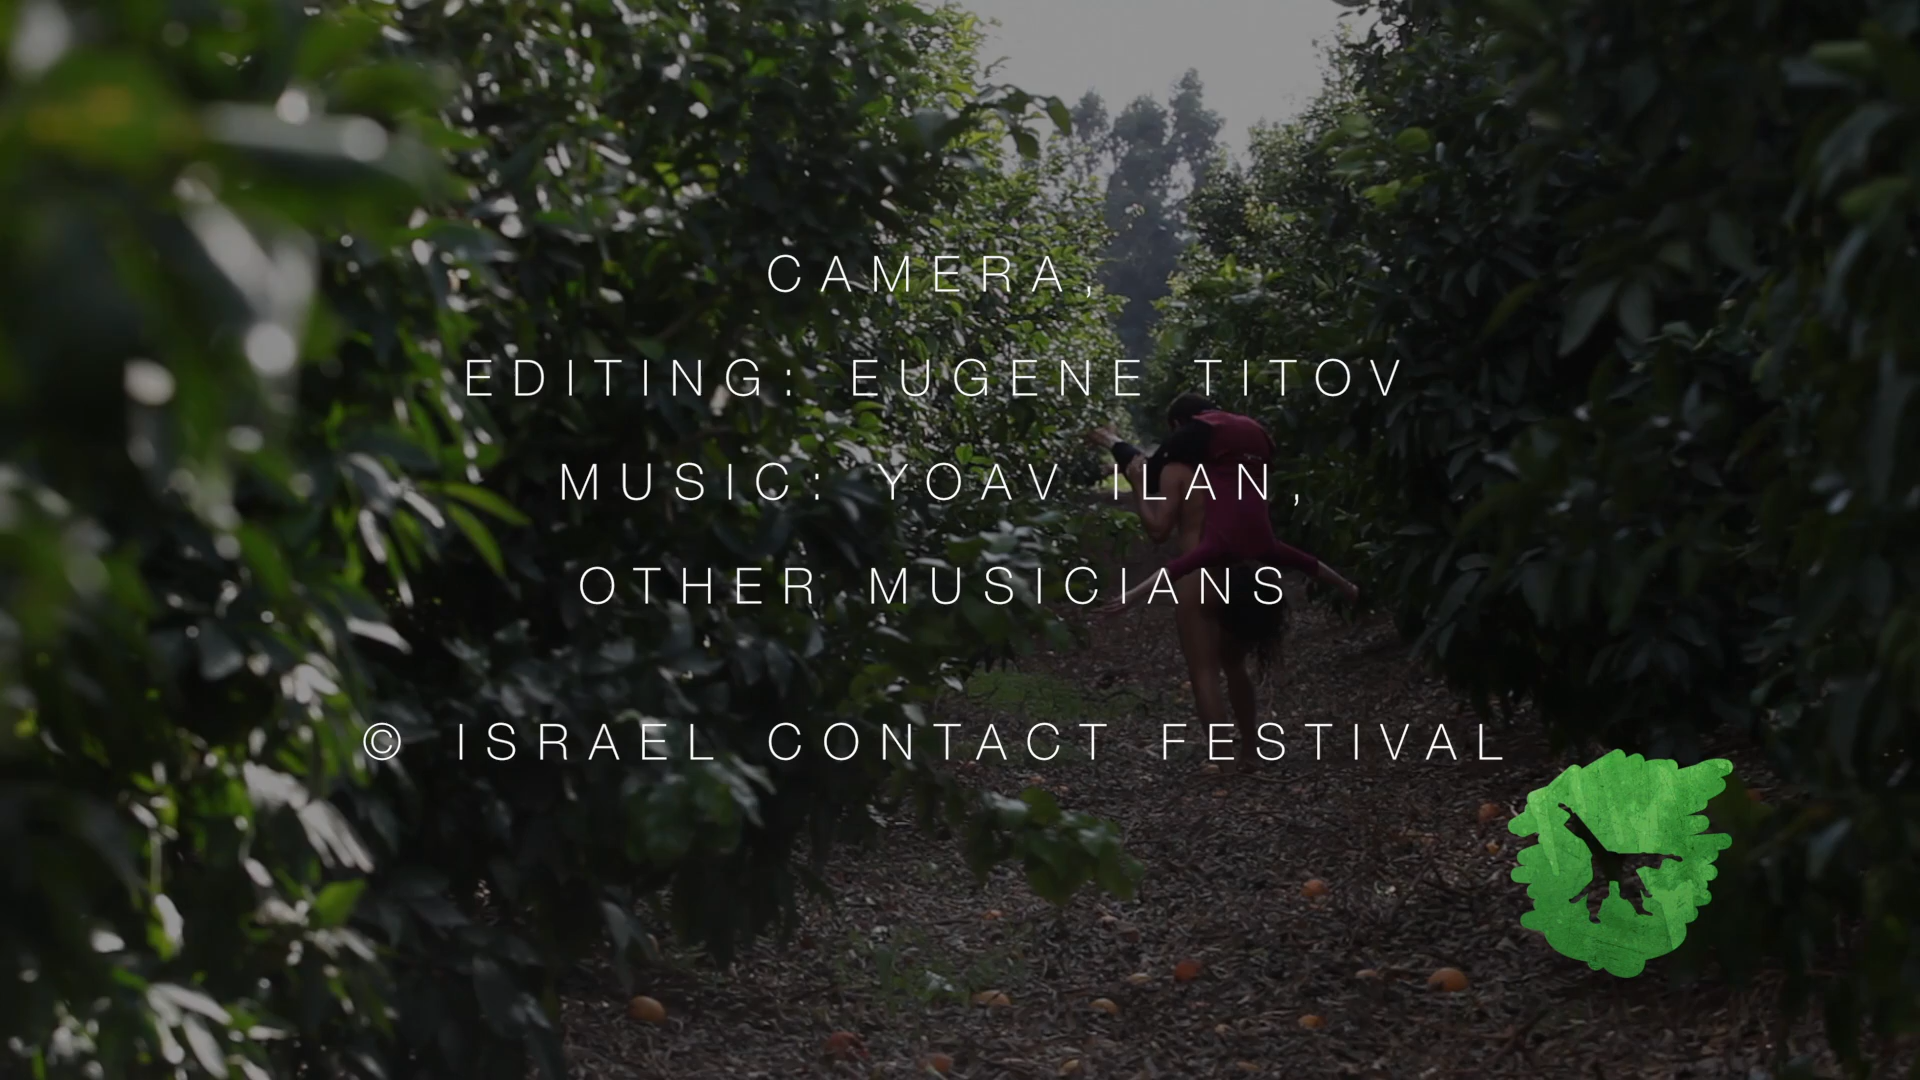 CAMERA,
EDITING: EUGENE TITOV
MUSIC: YOAV ILAN,
OTHER MUSICIANS
© ISRAEL CONTACT FESTIVAL